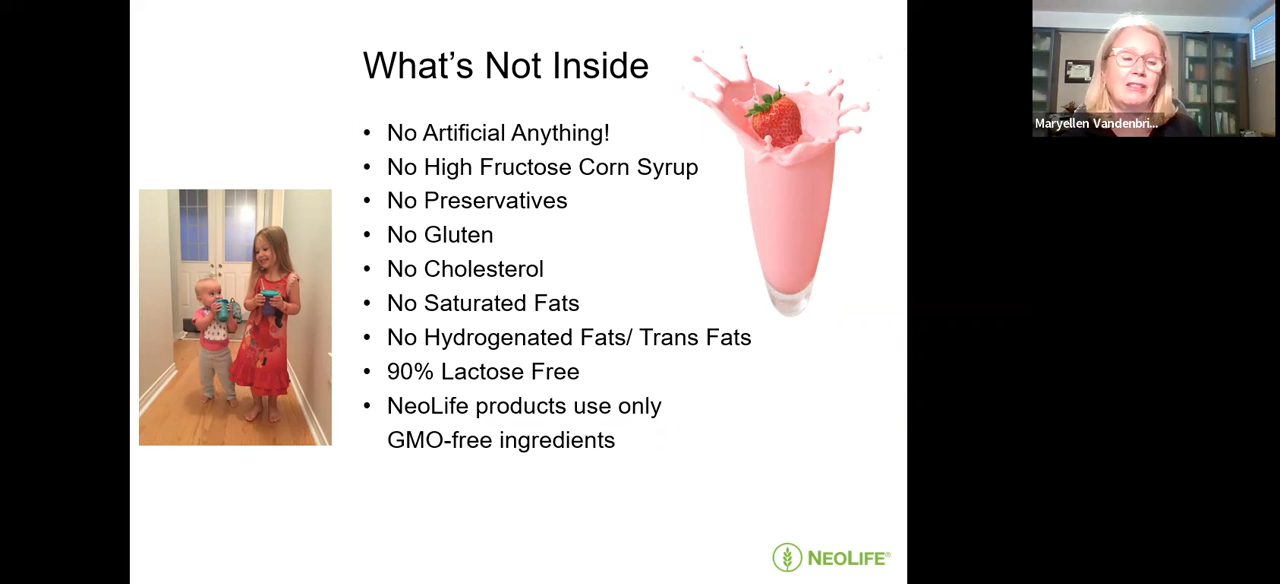 What's Not Inside
• No Artificial Anything!
• No High Fructose Corn Syrup
• No Preservatives
• No Gluten
• No Cholesterol
• No Saturated Fats
• No Hydrogenated Fats/ Trans Fats
• 90% Lactose Free
• NeoLife products use only
GMO-free ingredients
NEOLIFE®
Maryellen Vandenbri...